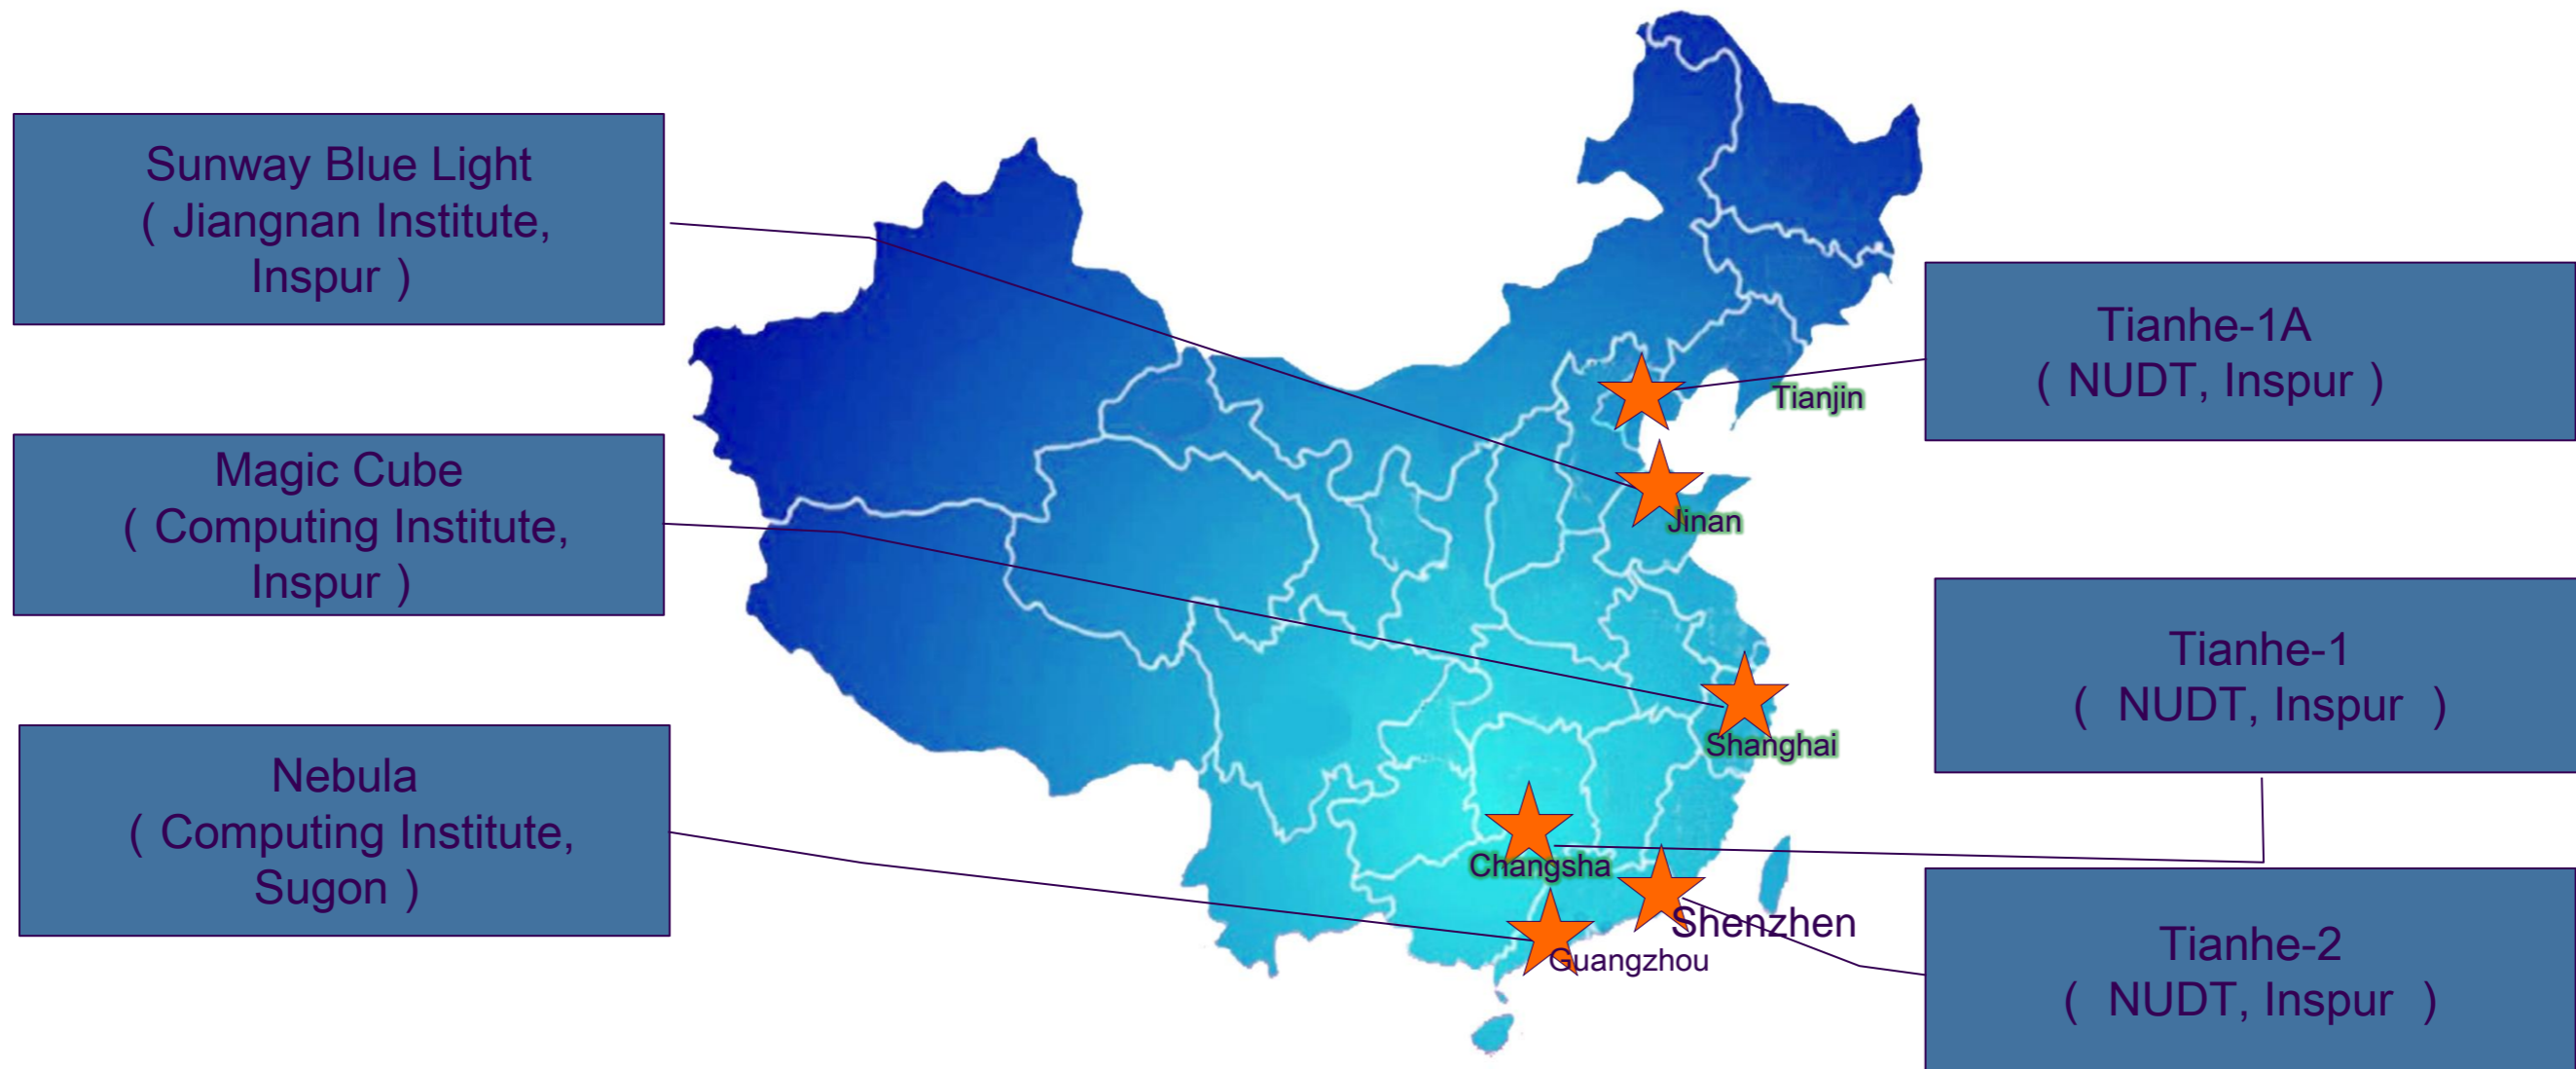 Sunway Blue Light
( Jiangnan Institute,
Inspur )
Magic Cube
( Computing Institute,
Inspur )
Nebula
( Computing Institute,
Sugon )
Tianjin
Jinan
Shanghai
Changsha
Shenzhen
Guangzhou
Tianhe-1A
( NUDT, Inspur )
Tianhe-1
( NUDT, Inspur )
Tianhe-2
( NUDT, Inspur )